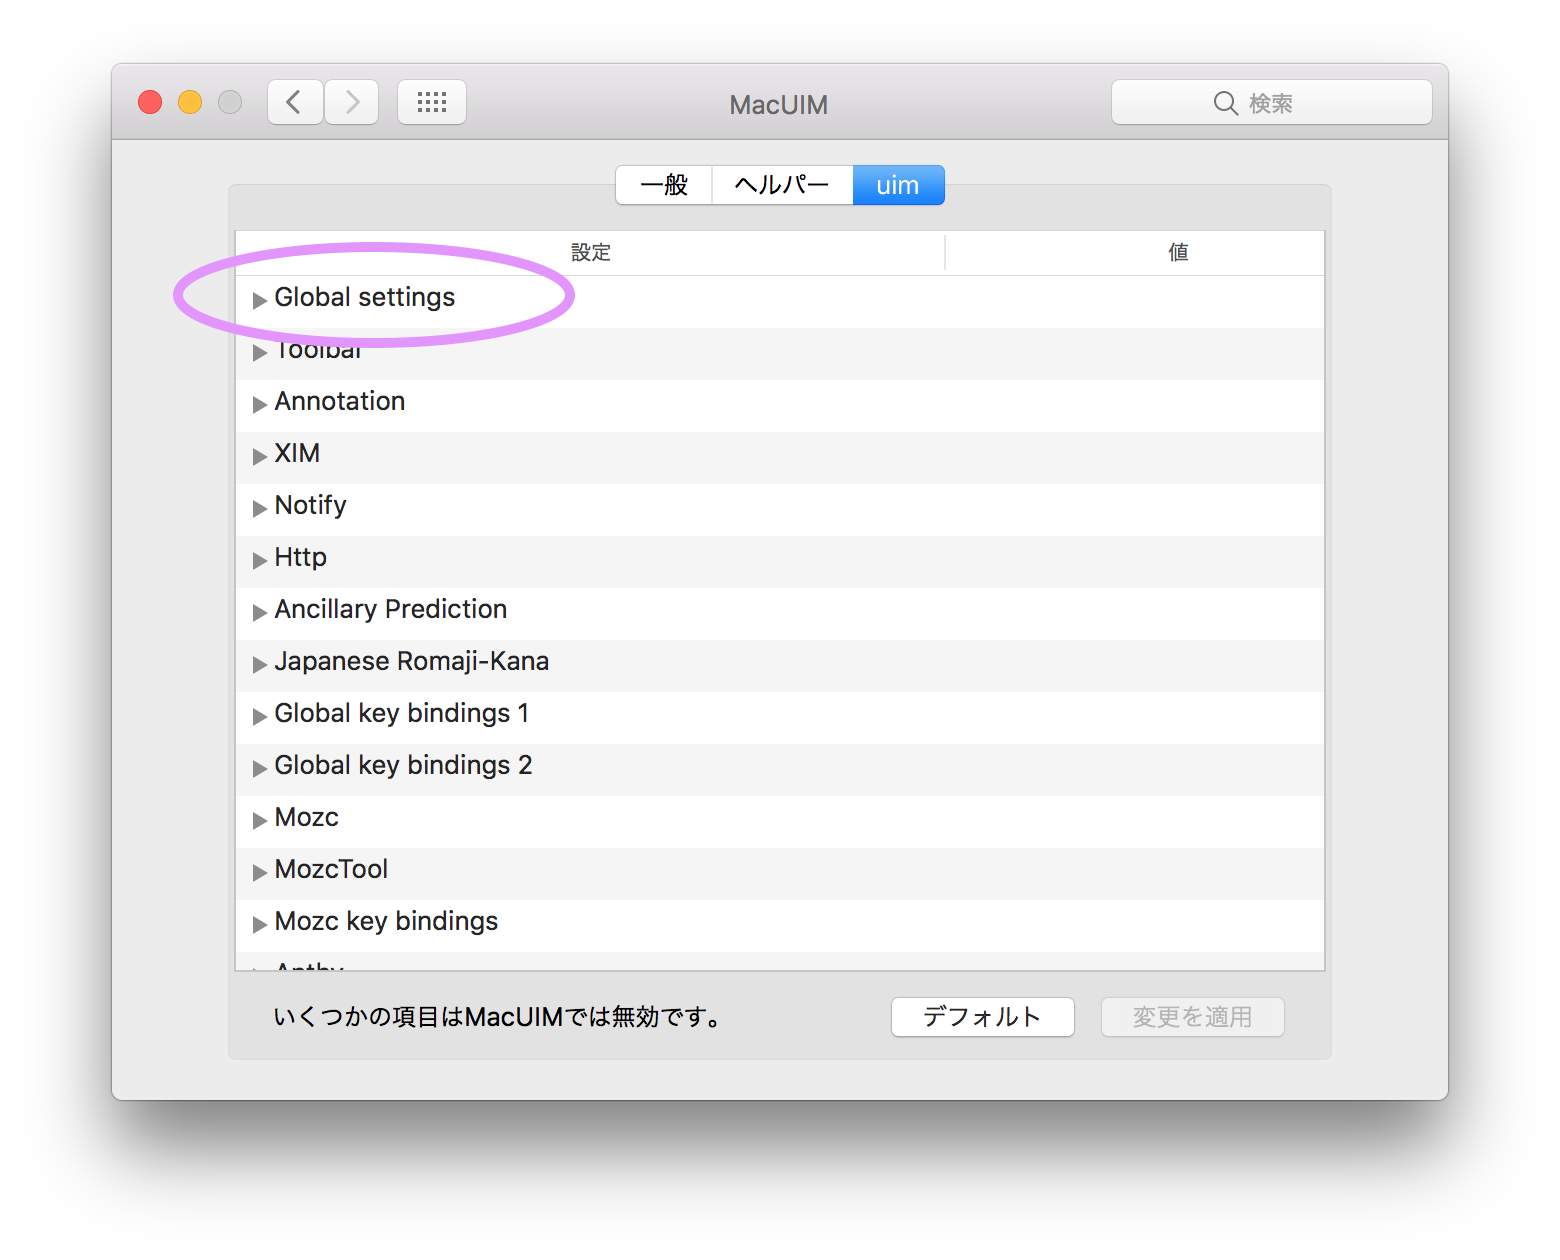 MacUIM
検索
一般 ヘルパー uim
設定 値
Global settings
Toolbar
Annotation
XIM
Notify
Http
Ancillary Prediction
Japanese Romaji-Kana
Global key bindings 1
Global key bindings 2
Mozc
MozcTool
Mozc key bindings
Anthy
いくつかの項目はMacUIMでは無効です。
デフォルト 変更を適用